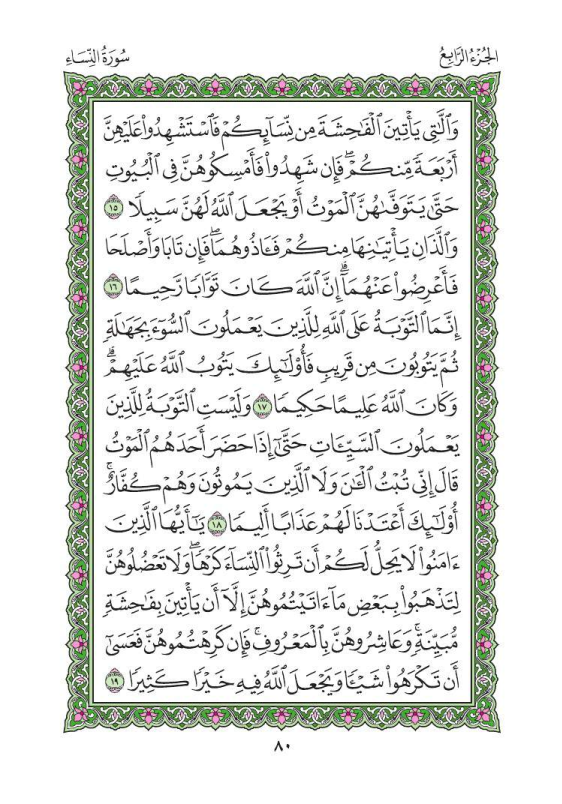 الجُزْءُ الرَّابِعُ
سُورَةُ النِّسَاءِ
وَٱلَّٰتِي يَأۡتِينَ ٱلۡفَٰحِشَةَ مِن نِّسَآئِكُمۡ فَٱسۡتَشۡهِدُواْ عَلَيۡهِنَّ
أَرۡبَعَةٗ مِّنكُمۡۖ فَإِن شَهِدُواْ فَأَمۡسِكُوهُنَّ فِي ٱلۡبُيُوتِ
حَتَّىٰ يَتَوَفَّىٰهُنَّ ٱلۡمَوۡتُ أَوۡ يَجۡعَلَ ٱللَّهُ لَهُنَّ سَبِيلٗا ١٥
وَٱلَّذَانِ يَأۡتِيَٰنِهَا مِنكُمۡ فَـَٔاذُوهُمَاۖ فَإِن تَابَا وَأَصۡلَحَا
فَأَعۡرِضُواْ عَنۡهُمَآۗ إِنَّ ٱللَّهَ كَانَ تَوَّابٗا رَّحِيمًا ١٦
إِنَّمَا ٱلتَّوۡبَةُ عَلَى ٱللَّهِ لِلَّذِينَ يَعۡمَلُونَ ٱلسُّوٓءَ بِجَهَٰلَةٖ
ثُمَّ يَتُوبُونَ مِن قَرِيبٖ فَأُوْلَٰٓئِكَ يَتُوبُ ٱللَّهُ عَلَيۡهِمۡۗ
وَكَانَ ٱللَّهُ عَلِيمًا حَكِيمٗا ١٧ وَلَيۡسَتِ ٱلتَّوۡبَةُ لِلَّذِينَ
يَعۡمَلُونَ ٱلسَّيِّـَٔاتِ حَتَّىٰٓ إِذَا حَضَرَ أَحَدَهُمُ ٱلۡمَوۡتُ
قَالَ إِنِّي تُبۡتُ ٱلۡـَٰٔنَ وَلَا ٱلَّذِينَ يَمُوتُونَ وَهُمۡ كُفَّارٌۚ
أُوْلَٰٓئِكَ أَعۡتَدۡنَا لَهُمۡ عَذَابًا أَلِيمٗا ١٨ يَٰٓأَيُّهَا ٱلَّذِينَ
ءَامَنُواْ لَا يَحِلُّ لَكُمۡ أَن تَرِثُواْ ٱلنِّسَآءَ كَرۡهٗاۖ وَلَا تَعۡضُلُوهُنَّ
لِتَذۡهَبُواْ بِبَعۡضِ مَآ ءَاتَيۡتُمُوهُنَّ إِلَّآ أَن يَأۡتِينَ بِفَٰحِشَةٖ
مُّبَيِّنَةٖۚ وَعَاشِرُوهُنَّ بِٱلۡمَعۡرُوفِۚ فَإِن كَرِهۡتُمُوهُنَّ فَعَسَىٰٓ
أَن تَكۡرَهُواْ شَيۡـٔٗا وَيَجۡعَلَ ٱللَّهُ فِيهِ خَيۡرٗا كَثِيرٗا ١٩
٨٠